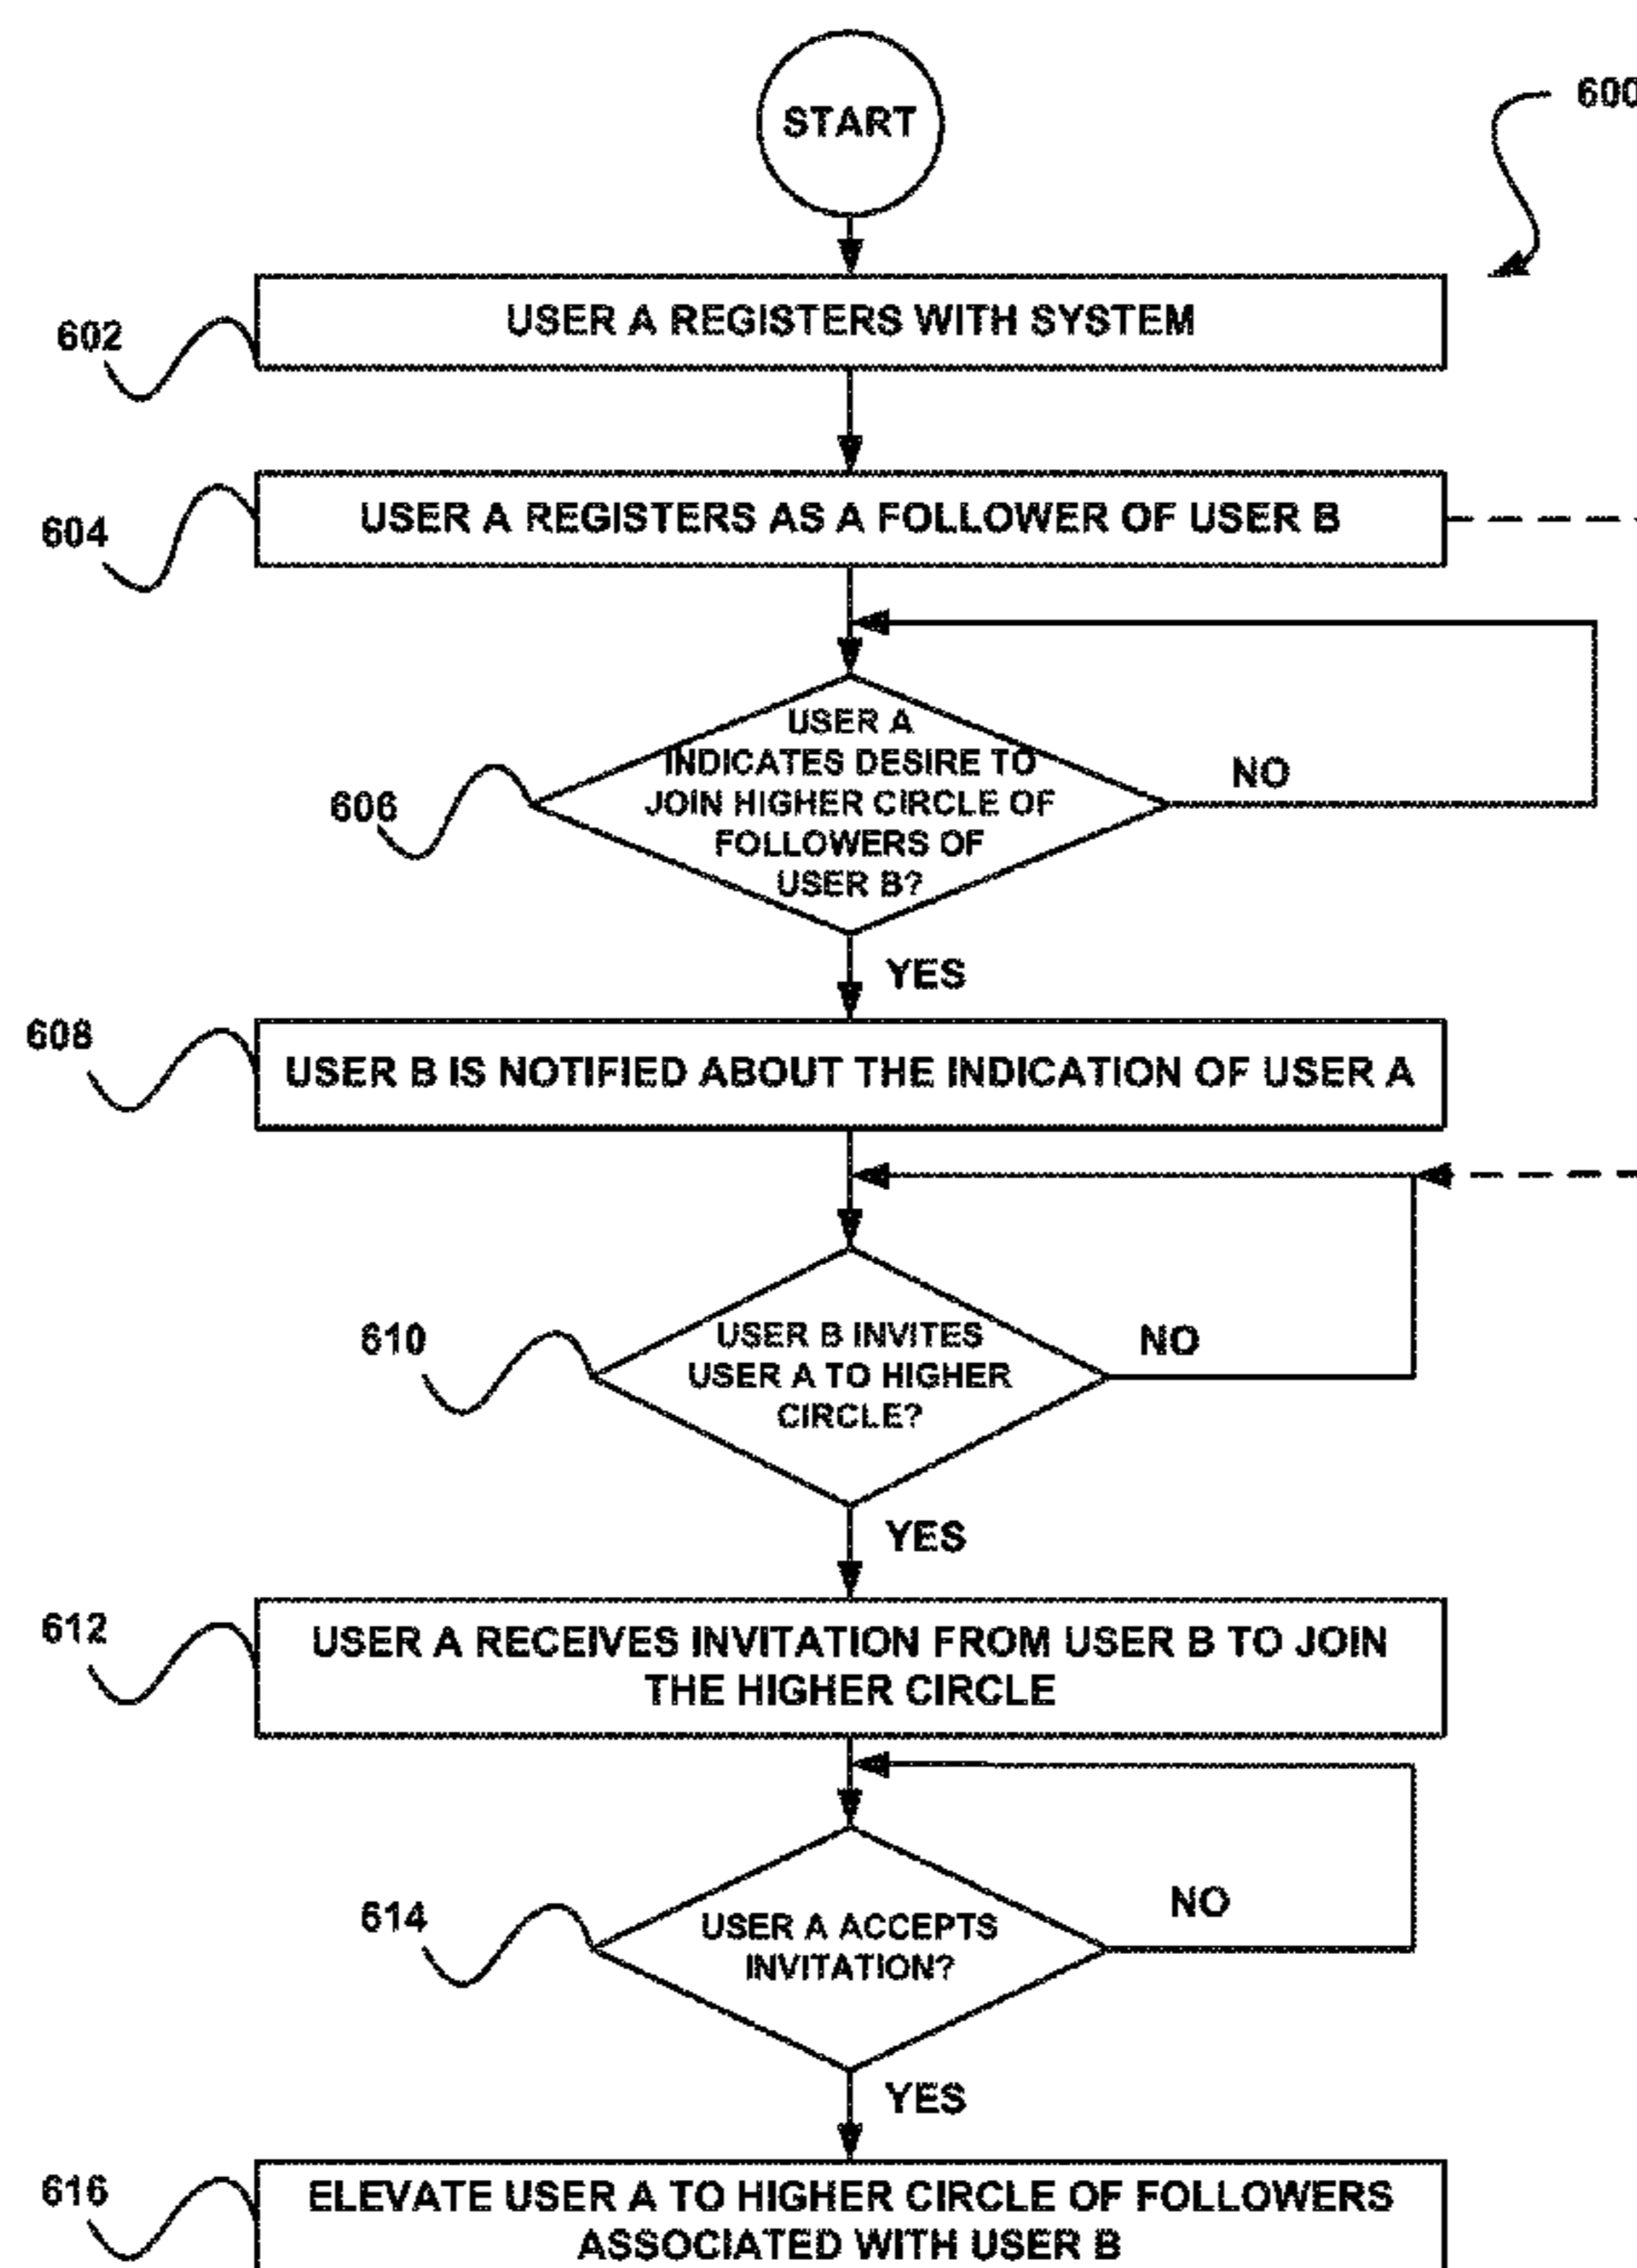 START
600
602
USER A REGISTERS WITH SYSTEM
604
USER A REGISTERS AS A FOLLOWER OF USER B
USER A
INDICATES DESIRE TO
JOIN HIGHER CIRCLE OF
FOLLOWERS OF
USER B?
606
NO
YES
608
USER B IS NOTIFIED ABOUT THE INDICATION OF USER A
610
USER B INVITES
USER A TO HIGHER
CIRCLE?
NO
YES
612
USER A RECEIVES INVITATION FROM USER B TO JOIN
THE HIGHER CIRCLE
614
USER A ACCEPTS
INVITATION?
NO
YES
616
ELEVATE USER A TO HIGHER CIRCLE OF FOLLOWERS
ASSOCIATED WITH USER B